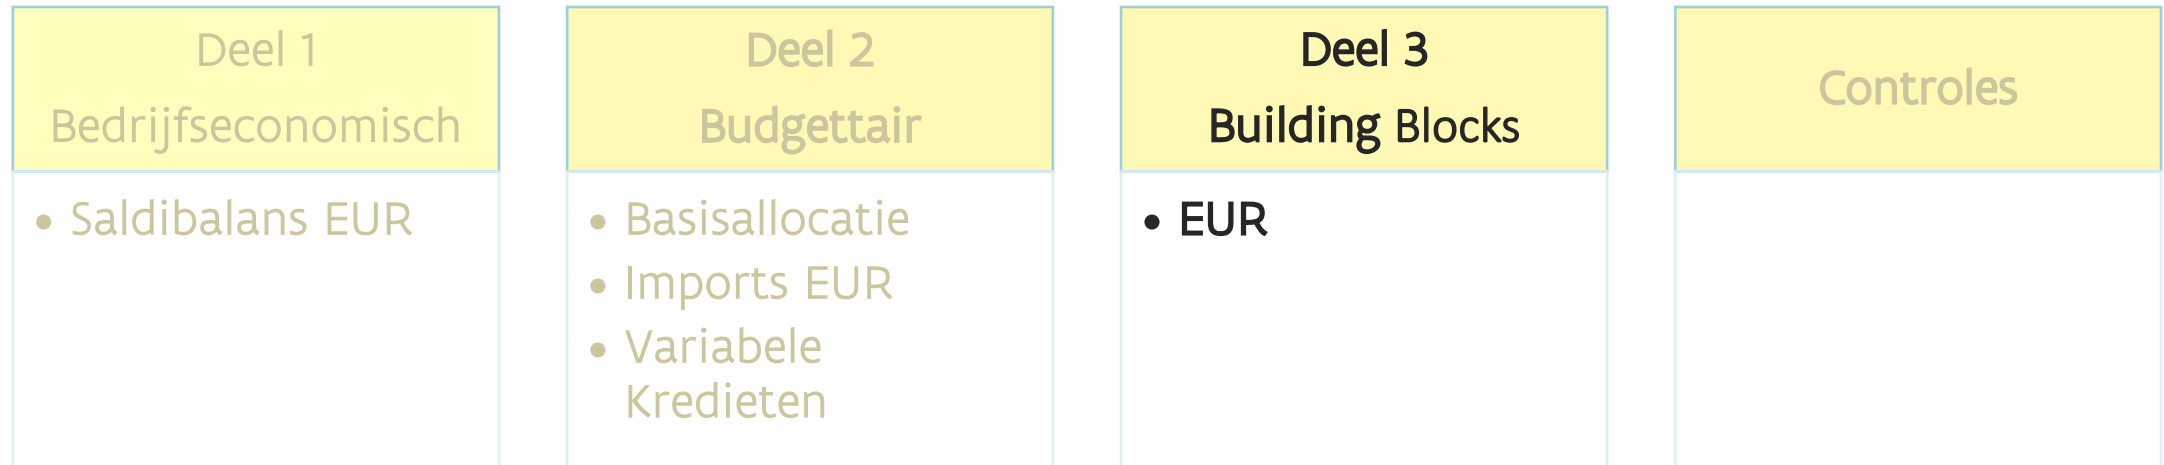 Deel 1
Bedrijfseconomisch
• Saldibalans EUR
Deel 2
Budgettair
• Basisallocatie
• Imports EUR
• Variabele
Kredieten
Deel 3
Building Blocks
• EUR
Controles